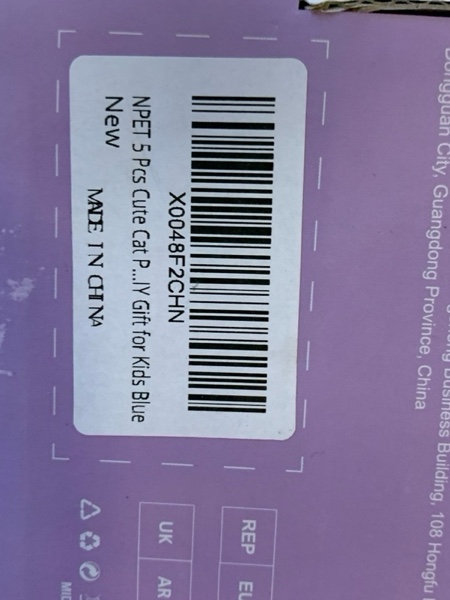 X0048F2CHN
NPET 5 Pcs Cute Cat P...IY Gift for Kids Blue
New
MADE IN CHINA
Business Building, 108 Hongfu
Dongguan City, Guangdong Province, China
REP
UK